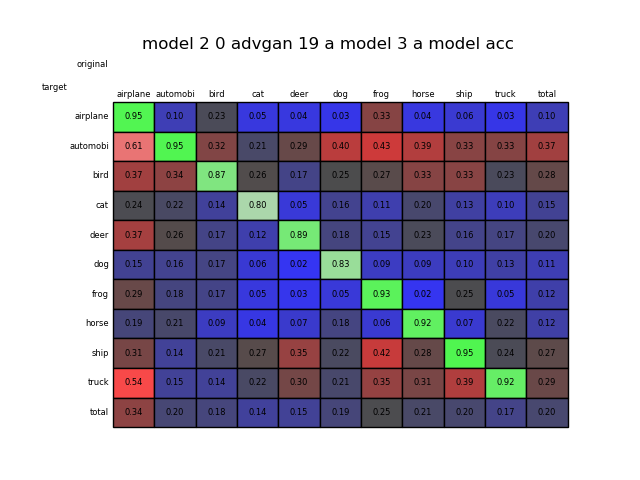 model 2 0 advgan 19 a model 3 a model acc
original
target
airplane automobi bird cat deer dog frog horse ship truck total
airplane 0.95 0.10 0.23 0.05 0.04 0.03 0.33 0.04 0.06 0.03 0.10
automobi 0.61 0.95 0.32 0.21 0.29 0.40 0.43 0.39 0.33 0.33 0.37
bird 0.37 0.34 0.87 0.26 0.17 0.25 0.27 0.33 0.33 0.23 0.28
cat 0.24 0.22 0.14 0.80 0.05 0.16 0.11 0.20 0.13 0.10 0.15
deer 0.37 0.26 0.17 0.12 0.89 0.18 0.15 0.23 0.16 0.17 0.20
dog 0.15 0.16 0.17 0.06 0.02 0.83 0.09 0.09 0.10 0.13 0.11
frog 0.29 0.18 0.17 0.05 0.03 0.05 0.93 0.02 0.25 0.05 0.12
horse 0.19 0.21 0.09 0.04 0.07 0.18 0.06 0.92 0.07 0.22 0.12
ship 0.31 0.14 0.21 0.27 0.35 0.22 0.42 0.28 0.95 0.24 0.27
truck 0.54 0.15 0.14 0.22 0.30 0.21 0.35 0.31 0.39 0.92 0.29
total 0.34 0.20 0.18 0.14 0.15 0.19 0.25 0.21 0.20 0.17 0.20